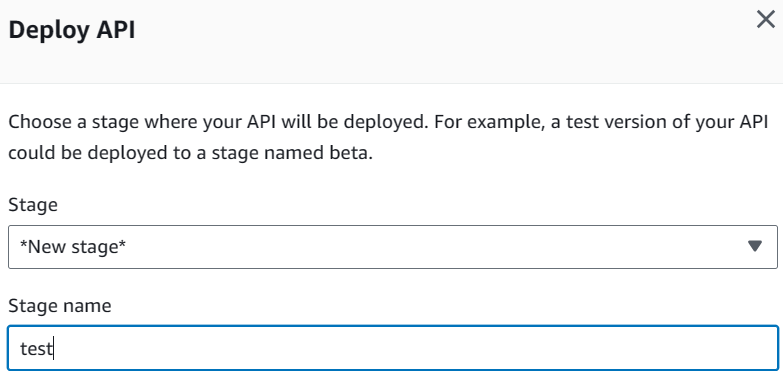 Deploy API
Choose a stage where your API will be deployed. For example, a test version of your API
could be deployed to a stage named beta.
Stage
*New stage*
Stage name
test